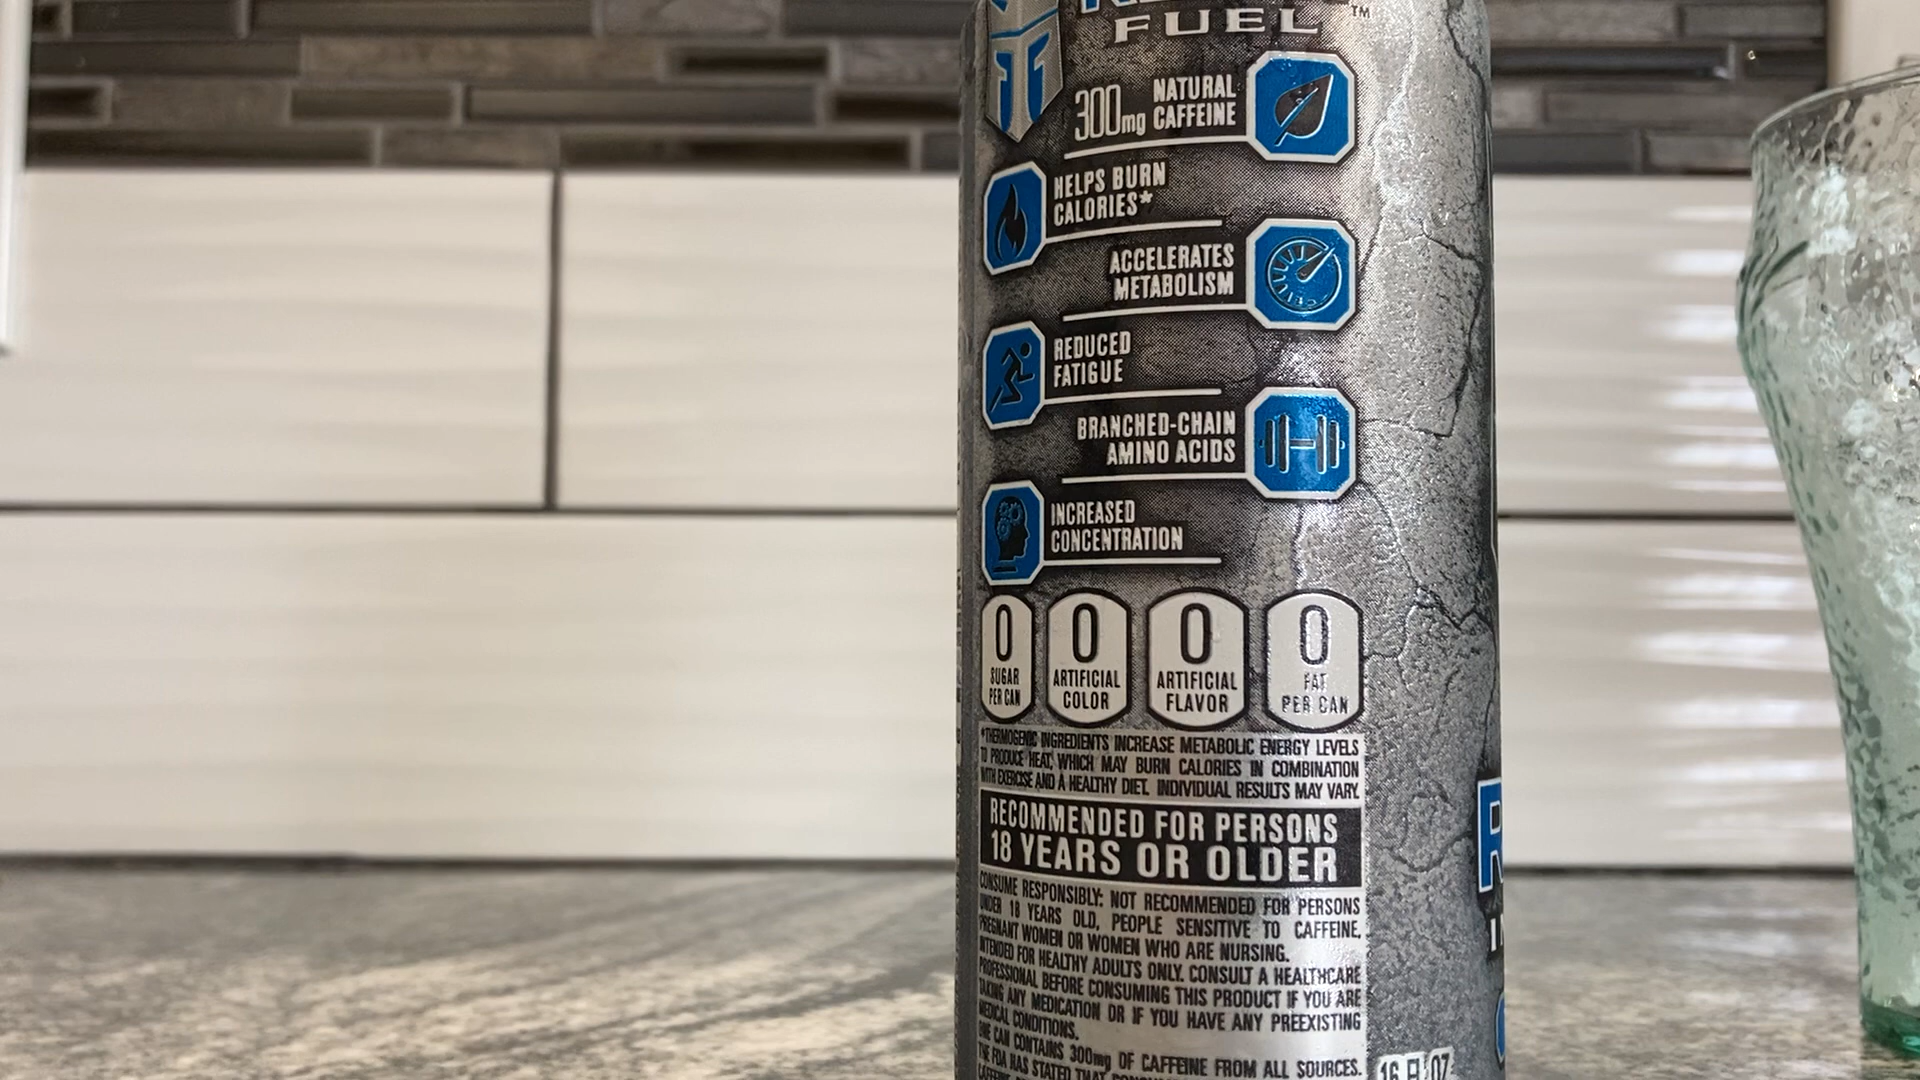 FUEL™
300mg NATURAL
CAFFEINE
HELPS BURN
CALORIES*
ACCELERATES
METABOLISM
REDUCED
FATIGUE
BRANCHED-CHAIN
AMINO ACIDS
INCREASED
CONCENTRATION
0 SUGAR PER CAN
0 ARTIFICIAL COLOR
0 ARTIFICIAL FLAVOR
0 FAT PER CAN
*THERMOGENIC INGREDIENTS INCREASE METABOLIC ENERGY LEVELS
TO PRODUCE HEAT, WHICH MAY BURN CALORIES IN COMBINATION
WITH EXERCISE AND A HEALTHY DIET. INDIVIDUAL RESULTS MAY VARY.
RECOMMENDED FOR PERSONS
18 YEARS OR OLDER
CONSUME RESPONSIBLY: NOT RECOMMENDED FOR PERSONS
UNDER 18 YEARS OLD, PEOPLE SENSITIVE TO CAFFEINE,
PREGNANT WOMEN OR WOMEN WHO ARE NURSING.
INTENDED FOR HEALTHY ADULTS ONLY. CONSULT A HEALTHCARE
PROFESSIONAL BEFORE CONSUMING THIS PRODUCT IF YOU ARE
TAKING ANY MEDICATION OR IF YOU HAVE ANY PREEXISTING
MEDICAL CONDITIONS.
ONE CAN CONTAINS 300mg OF CAFFEINE FROM ALL SOURCES.
THE FDA HAS STATED THAT
16 FL OZ